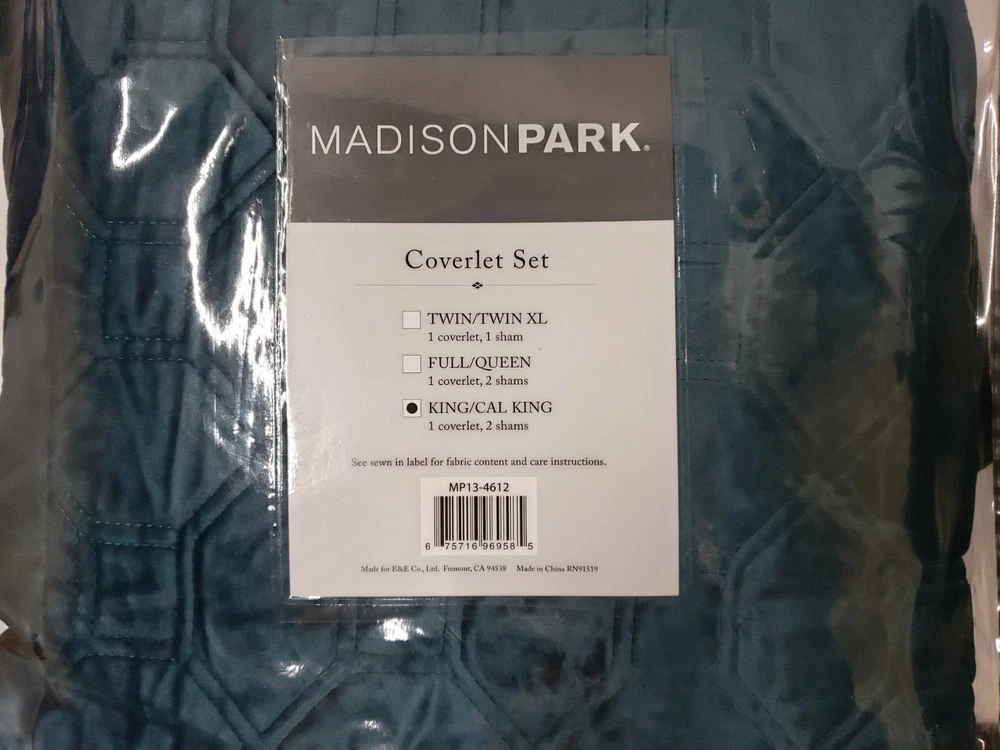 MADISONPARK®
Coverlet Set
TWIN/TWIN XL
1 coverlet, 1 sham
FULL/QUEEN
1 coverlet, 2 shams
KING/CAL KING
1 coverlet, 2 shams
See sewn in label for fabric content and care instructions.
MP13-4612
6 75716 96958 5
Made for E&E Co., Ltd. Fremont, CA 94538 Made in China RN91519